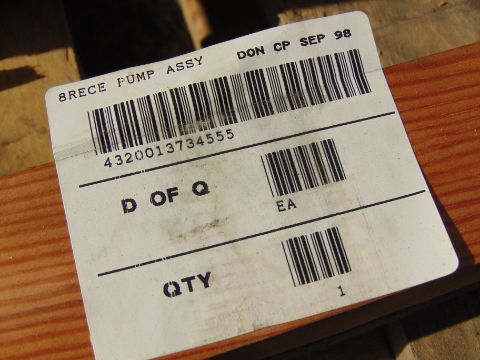 8RECE PUMP ASSY DON CP SEP 98
4320013734555
D OF Q
EA
QTY
1